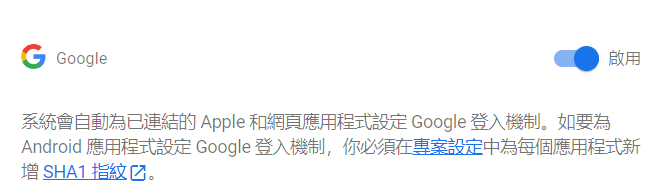 Google 啟用
系統會自動為已連結的 Apple 和網頁應用程式設定 Google 登入機制。如要為
Android 應用程式設定 Google 登入機制，你必須在專案設定中為每個應用程式新
增 SHA1 指紋。